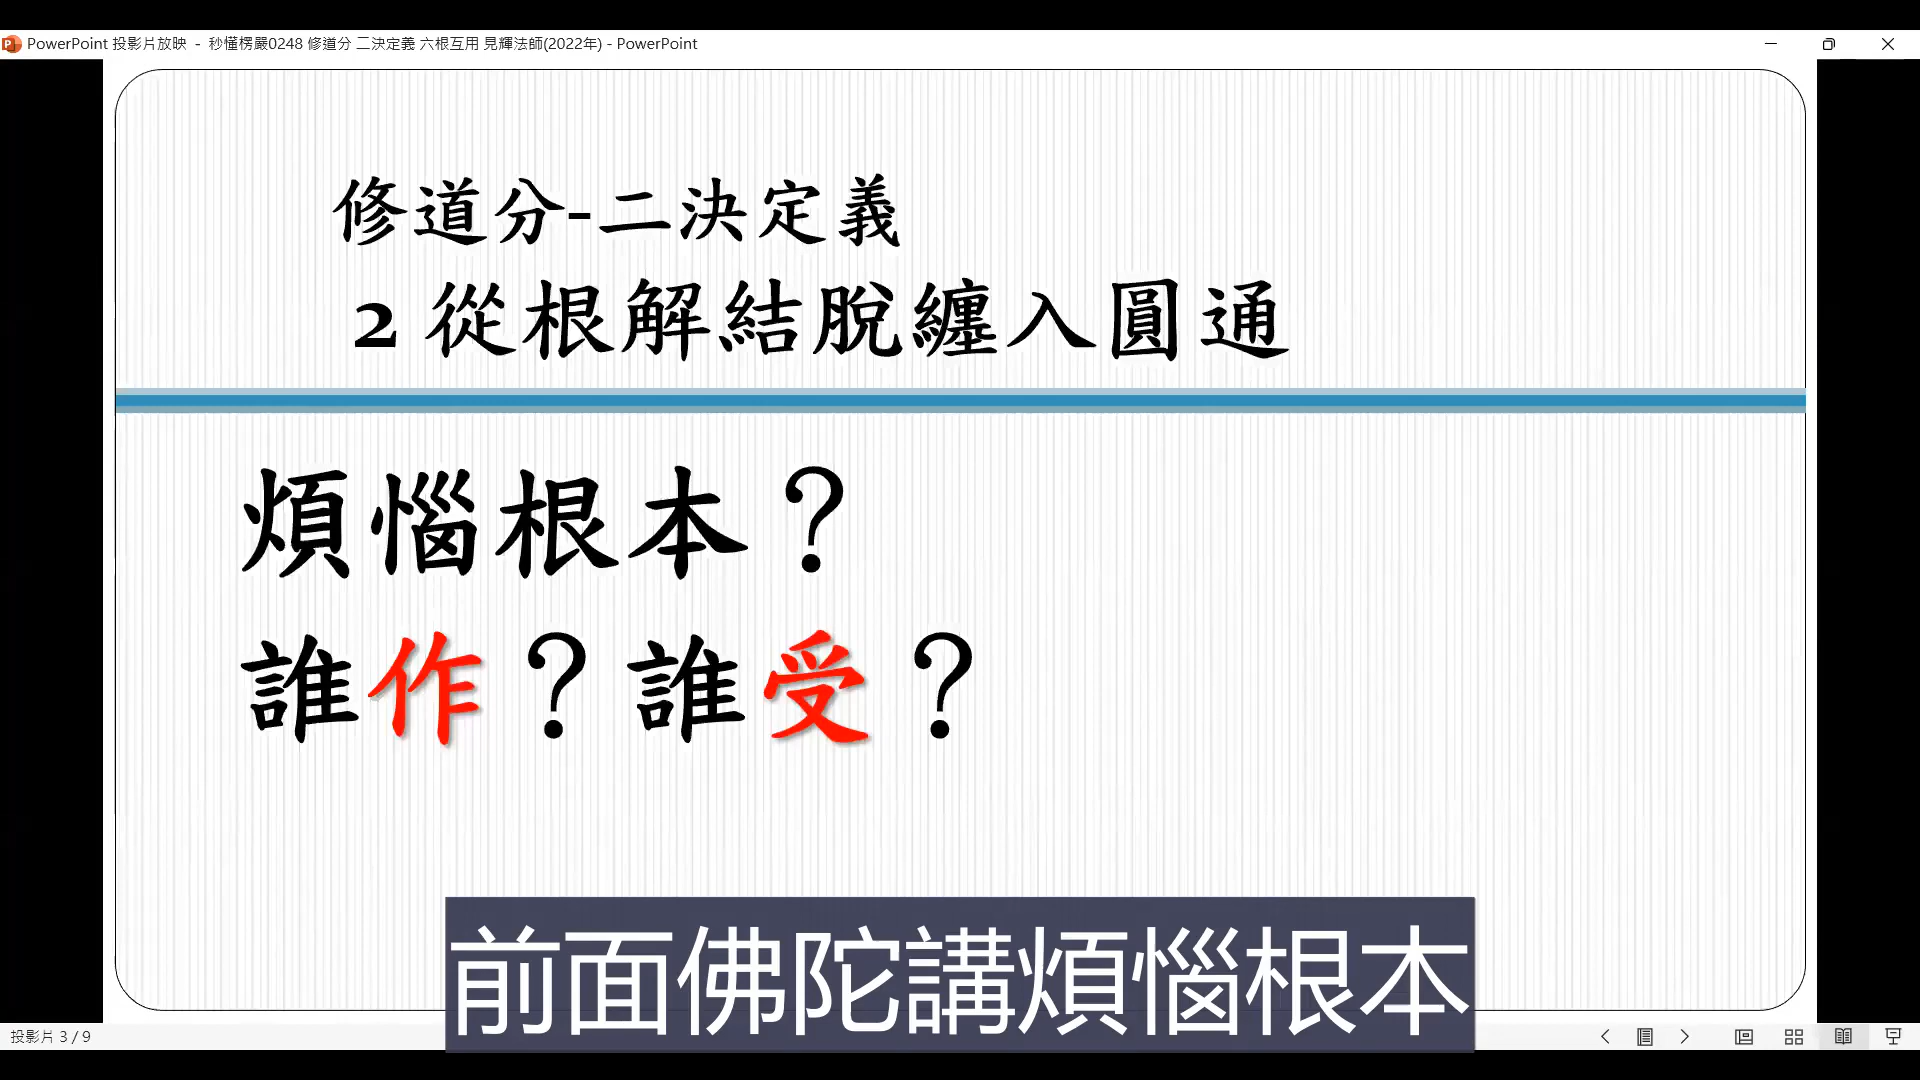 PowerPoint 投影片放映 - 秒懂楞嚴0248 修道分 二決定義 六根互用 見輝法師(2022年) - PowerPoint
修道分-二決定義
2 從根解結脫纏入圓通
煩惱根本？
誰作？誰受？
前面佛陀講煩惱根本
投影片 3 / 9